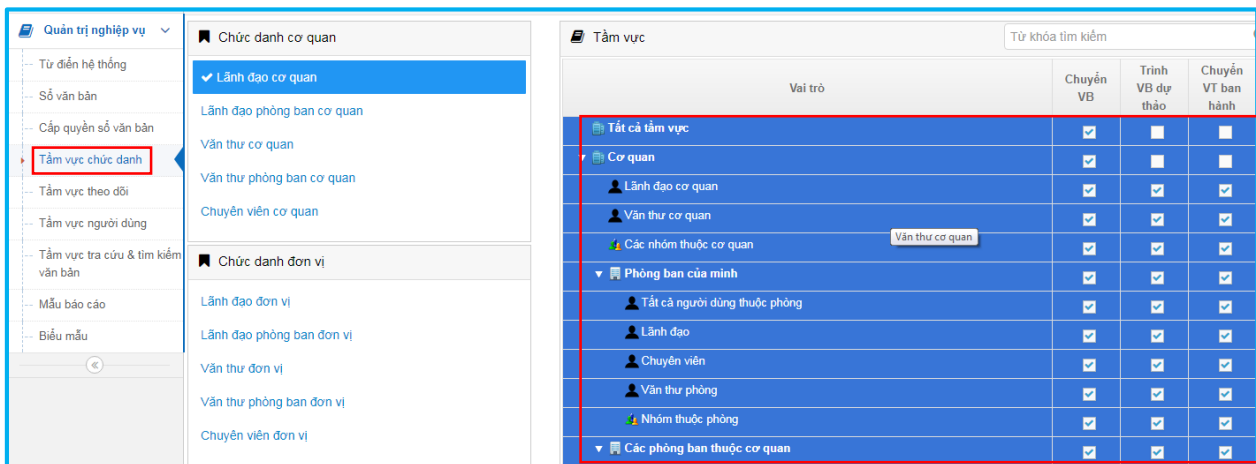 Quản trị nghiệp vụ
Từ điển hệ thống
Sổ văn bản
Cấp quyền sổ văn bản
Tầm vực chức danh
Tầm vực theo dõi
Tầm vực người dùng
Tầm vực tra cứu & tìm kiếm
văn bản
Mẫu báo cáo
Biểu mẫu
Chức danh cơ quan
Lãnh đạo cơ quan
Lãnh đạo phòng ban cơ quan
Văn thư cơ quan
Văn thư phòng ban cơ quan
Chuyên viên cơ quan
Chức danh đơn vị
Lãnh đạo đơn vị
Lãnh đạo phòng ban đơn vị
Văn thư đơn vị
Văn thư phòng ban đơn vị
Chuyên viên đơn vị
Tầm vực
Từ khóa tìm kiếm
Vai trò
Chuyển
VB
Trình
VB dự
thảo
Chuyển
VT ban
hành
Tất cả tầm vực
Cơ quan
Lãnh đạo cơ quan
Văn thư cơ quan
Văn thư cơ quan
Các nhóm thuộc cơ quan
Phòng ban của mình
Tất cả người dùng thuộc phòng
Lãnh đạo
Chuyên viên
Văn thư phòng
Nhóm thuộc phòng
Các phòng ban thuộc cơ quan